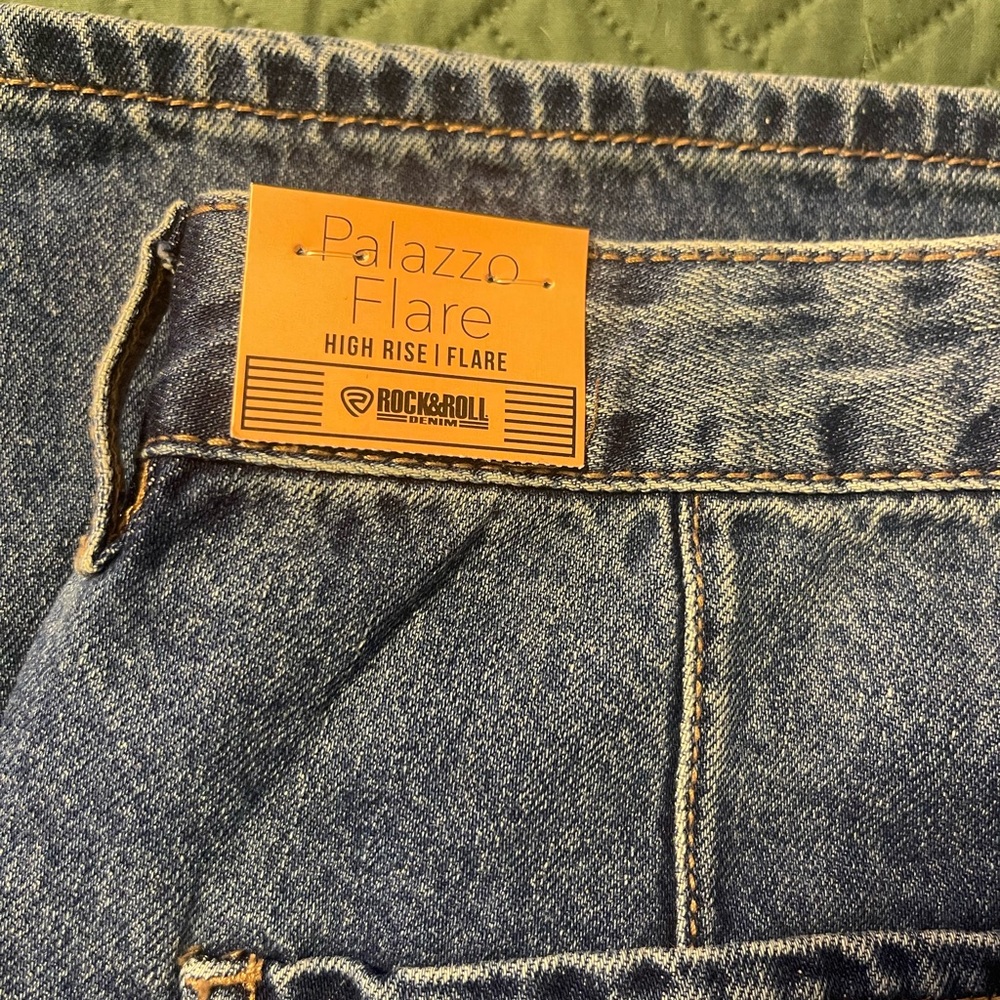 Palazzo
Flare
HIGH RISE | FLARE
ROCK&ROLL
DENIM